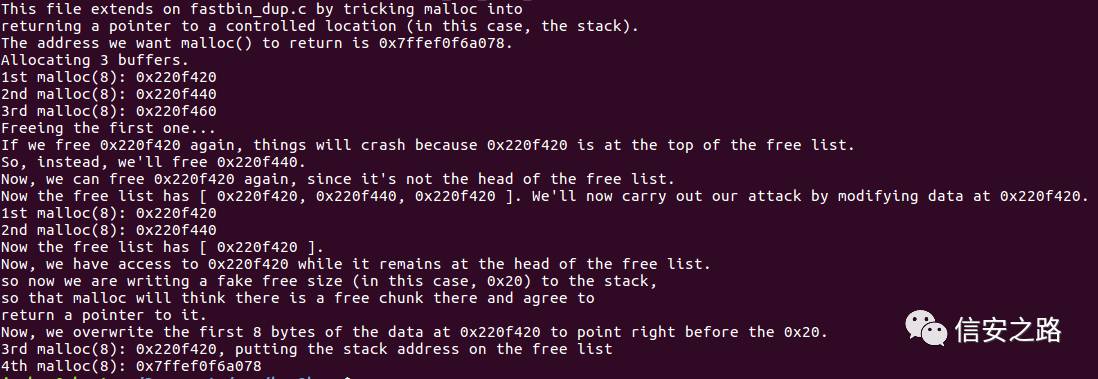 This file extends on fastbin_dup.c by tricking malloc into
returning a pointer to a controlled location (in this case, the stack).
The address we want malloc() to return is 0x7ffef0f6a078.
Allocating 3 buffers.
1st malloc(8): 0x220f420
2nd malloc(8): 0x220f440
3rd malloc(8): 0x220f460
Freeing the first one...
If we free 0x220f420 again, things will crash because 0x220f420 is at the top of the free list.
So, instead, we'll free 0x220f440.
Now, we can free 0x220f420 again, since it's not the head of the free list.
Now the free list has [ 0x220f420, 0x220f440, 0x220f420 ]. We'll now carry out our attack by modifying data at 0x220f420.
1st malloc(8): 0x220f420
2nd malloc(8): 0x220f440
Now the free list has [ 0x220f420 ].
Now, we have access to 0x220f420 while it remains at the head of the free list.
so now we are writing a fake free size (in this case, 0x20) to the stack,
so that malloc will think there is a free chunk there and agree to
return a pointer to it.
Now, we overwrite the first 8 bytes of the data at 0x220f420 to point right before the 0x20.
3rd malloc(8): 0x220f420, putting the stack address on the free list
4th malloc(8): 0x7ffef0f6a078
信安之路